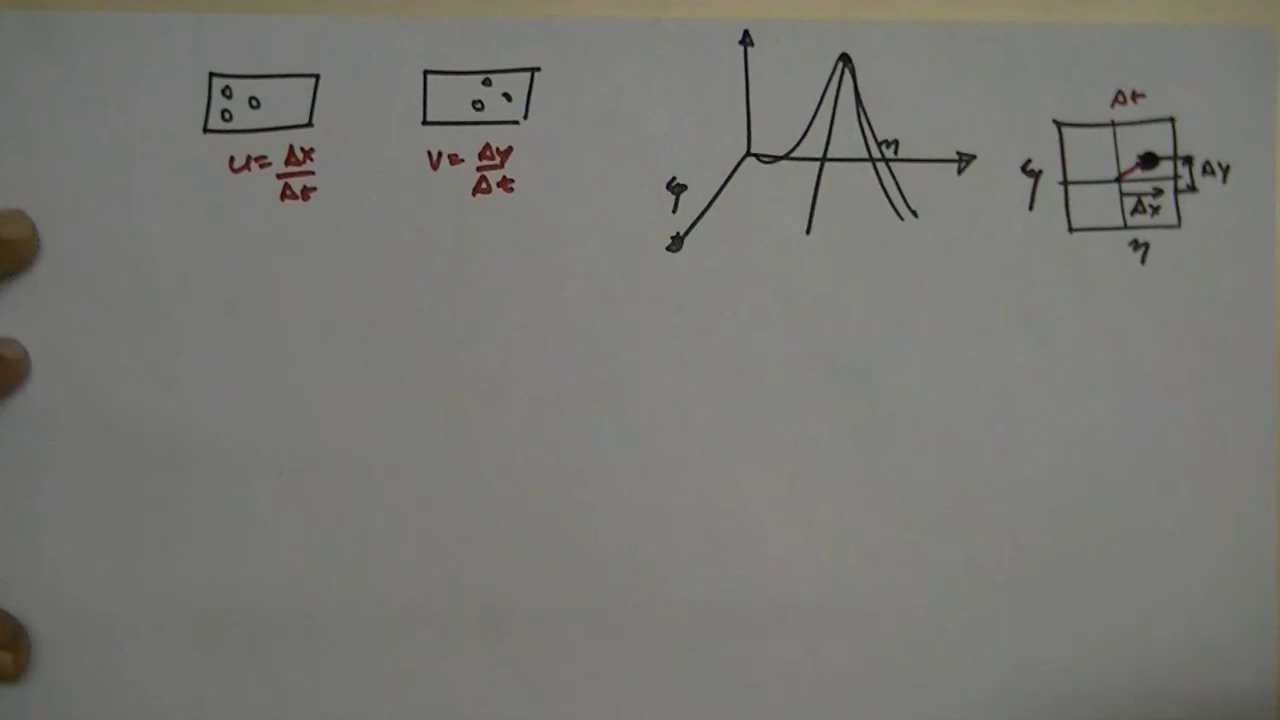 u = Δx/Δt
v = Δy/Δt
η
Δt
Δy
Δx
η